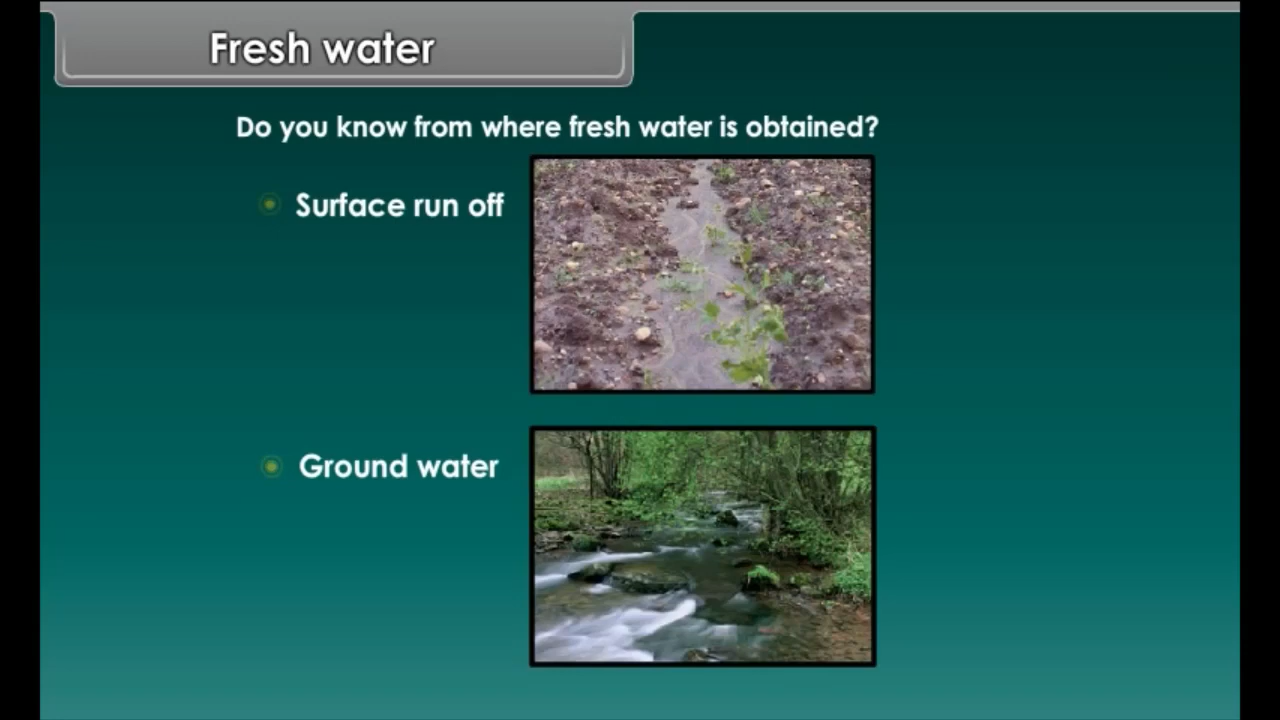 Fresh water
Do you know from where fresh water is obtained?
Surface run off
Ground water